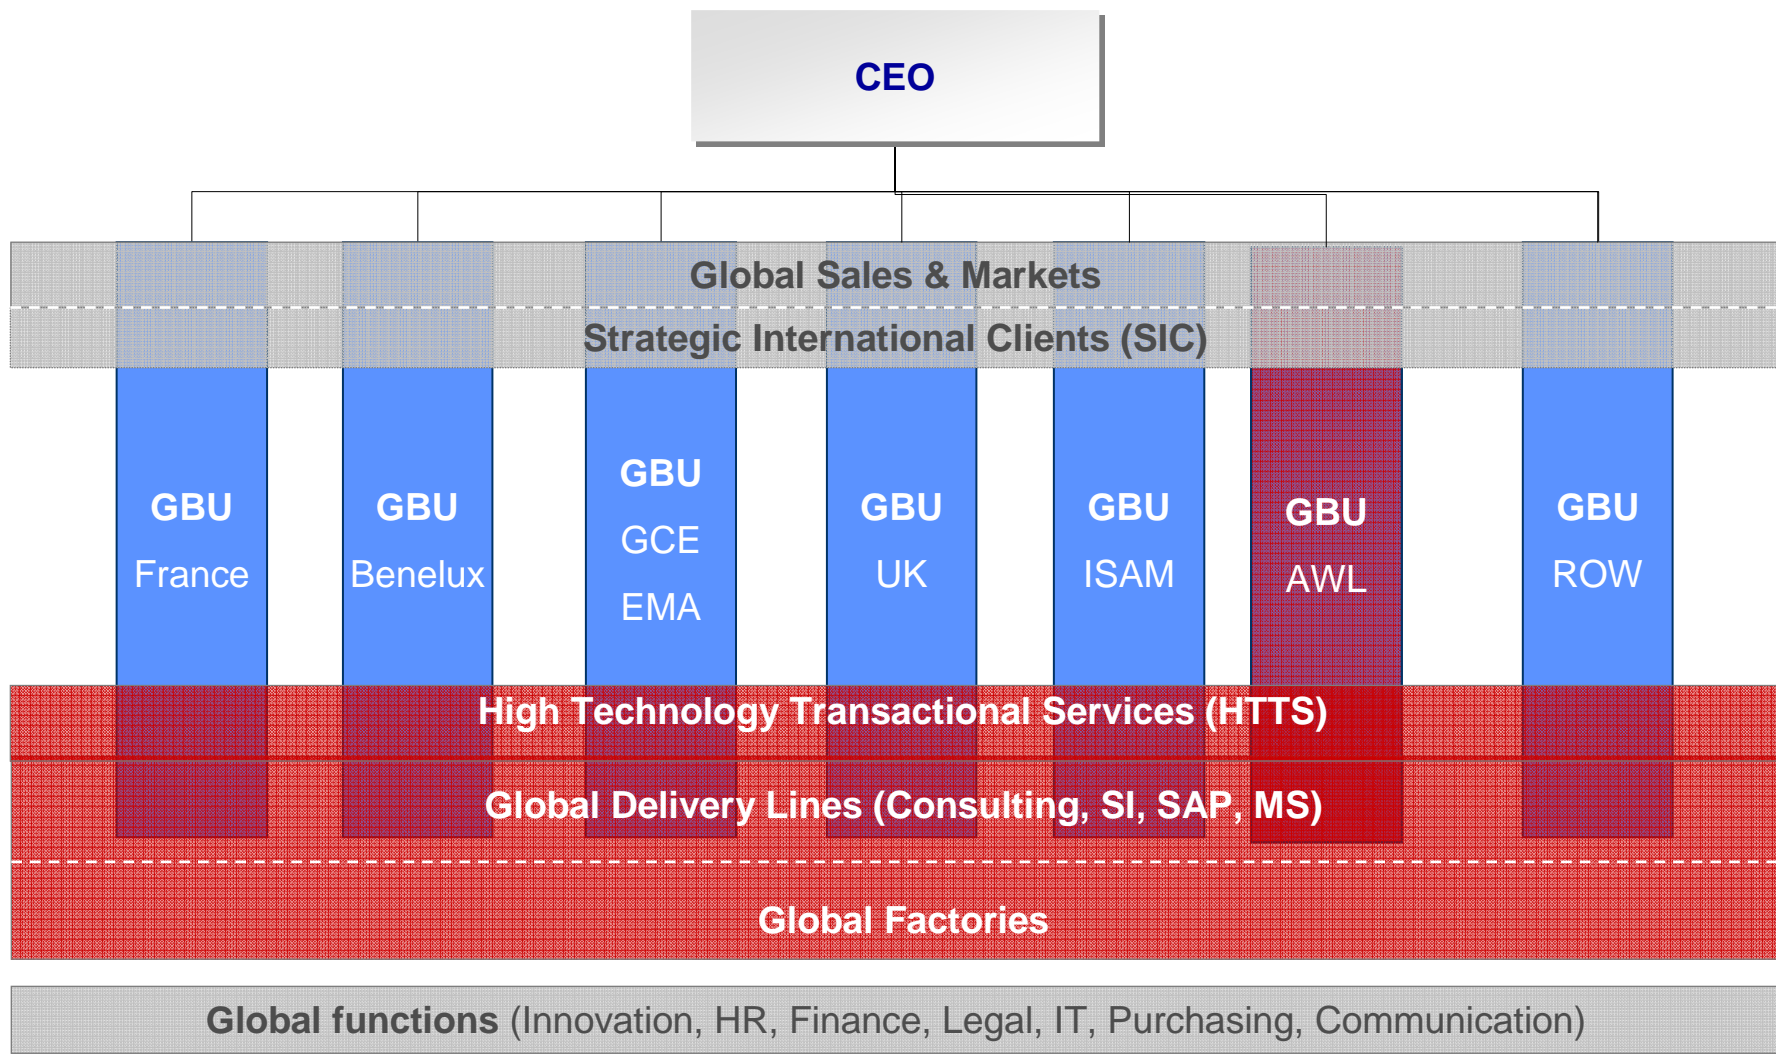 CEO
Global Sales & Markets
Strategic International Clients (SIC)
GBU
France
GBU
Benelux
GBU
GCE
EMA
GBU
UK
GBU
ISAM
GBU
AWL
GBU
ROW
High Technology Transactional Services (HTTS)
Global Delivery Lines (Consulting, SI, SAP, MS)
Global Factories
Global functions (Innovation, HR, Finance, Legal, IT, Purchasing, Communication)